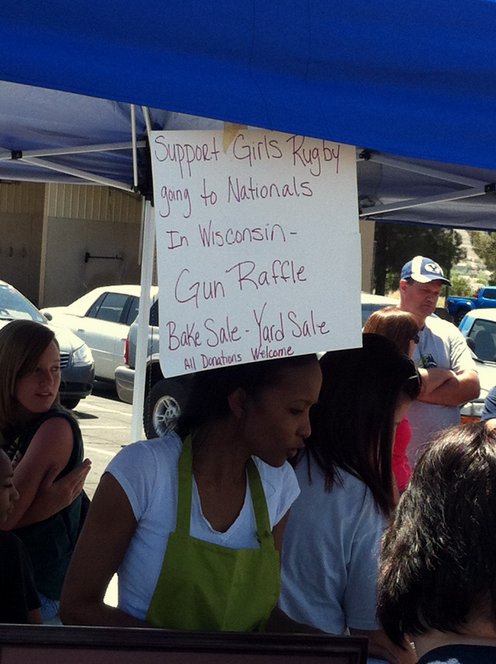 Support Girls Rugby
going to Nationals
In Wisconsin -
Gun Raffle
Bake Sale - Yard Sale
All Donations Welcome